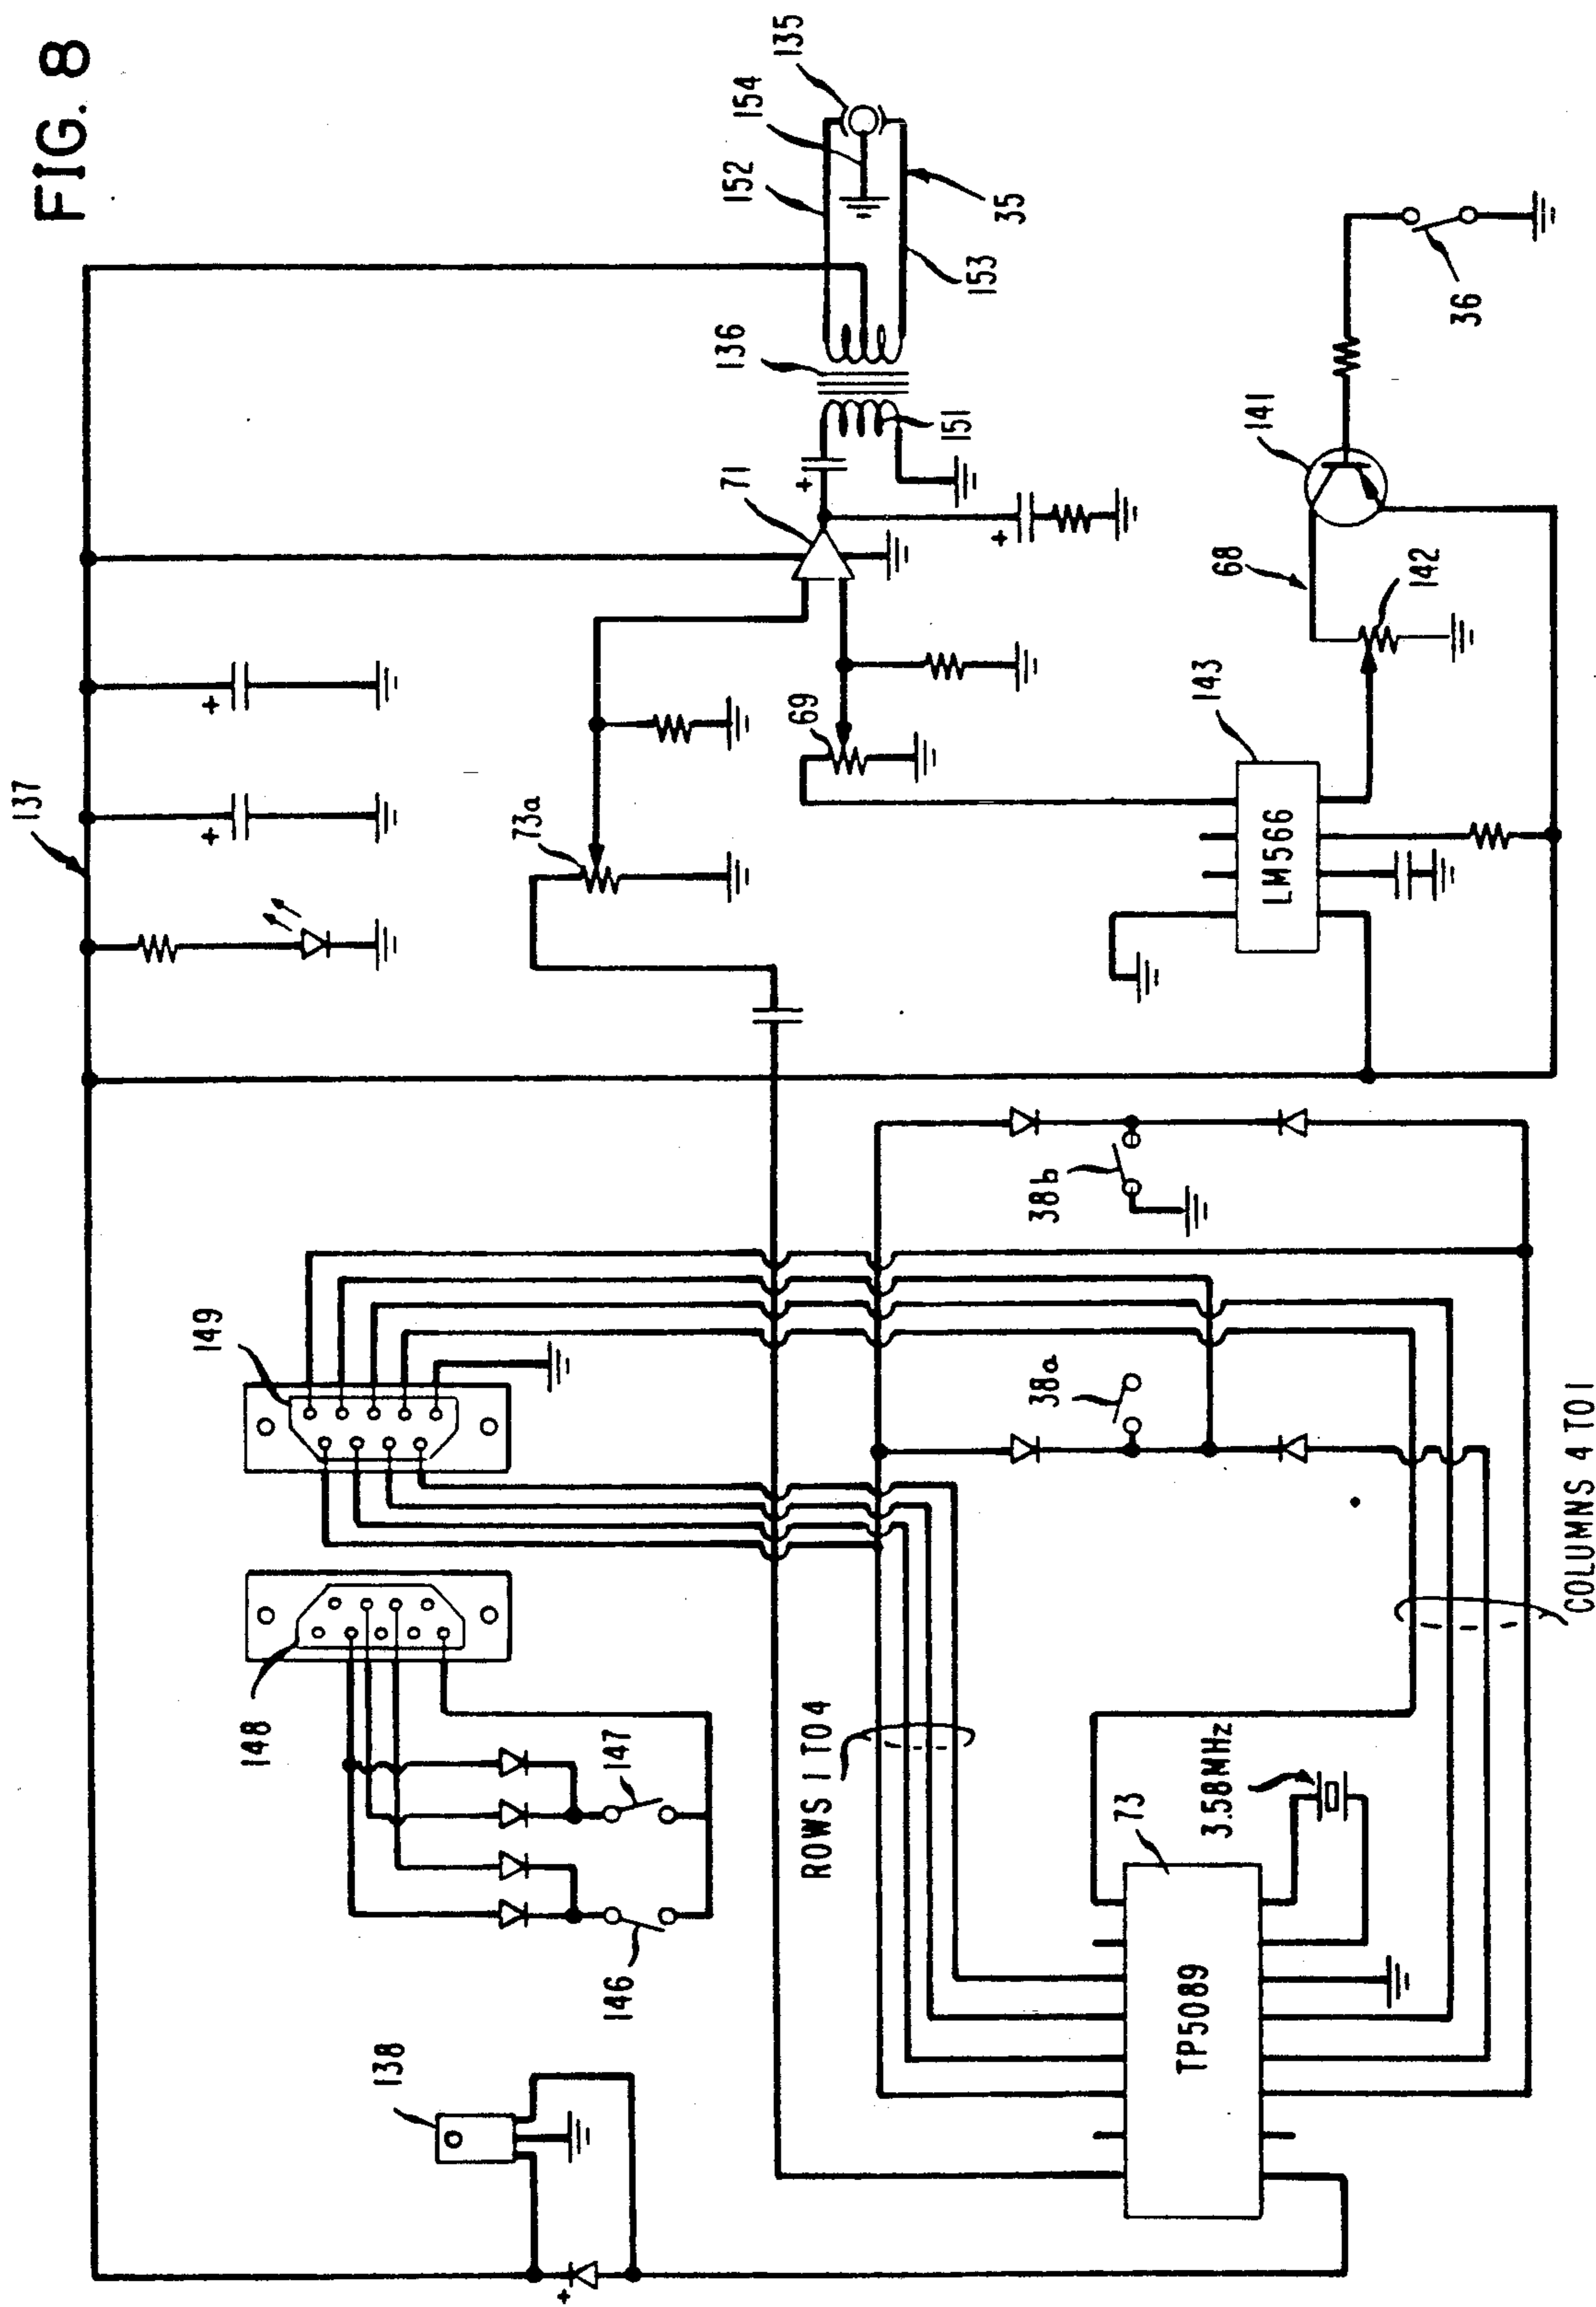 FIG. 8
137
135
154
152
35
153
136
151
71
73a
69
36
141
68
142
143
LM566
38b
149
38a
148
147
146
ROWS 1 TO 4
COLUMNS 4 TO 1
138
73
3.58MHz
TP5089
+
+
+
+
+